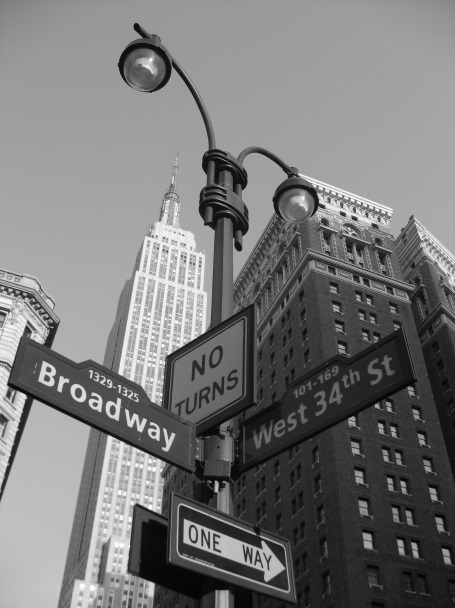 1329-1325
Broadway
NO
TURNS
101-169
West 34th St
ONE WAY